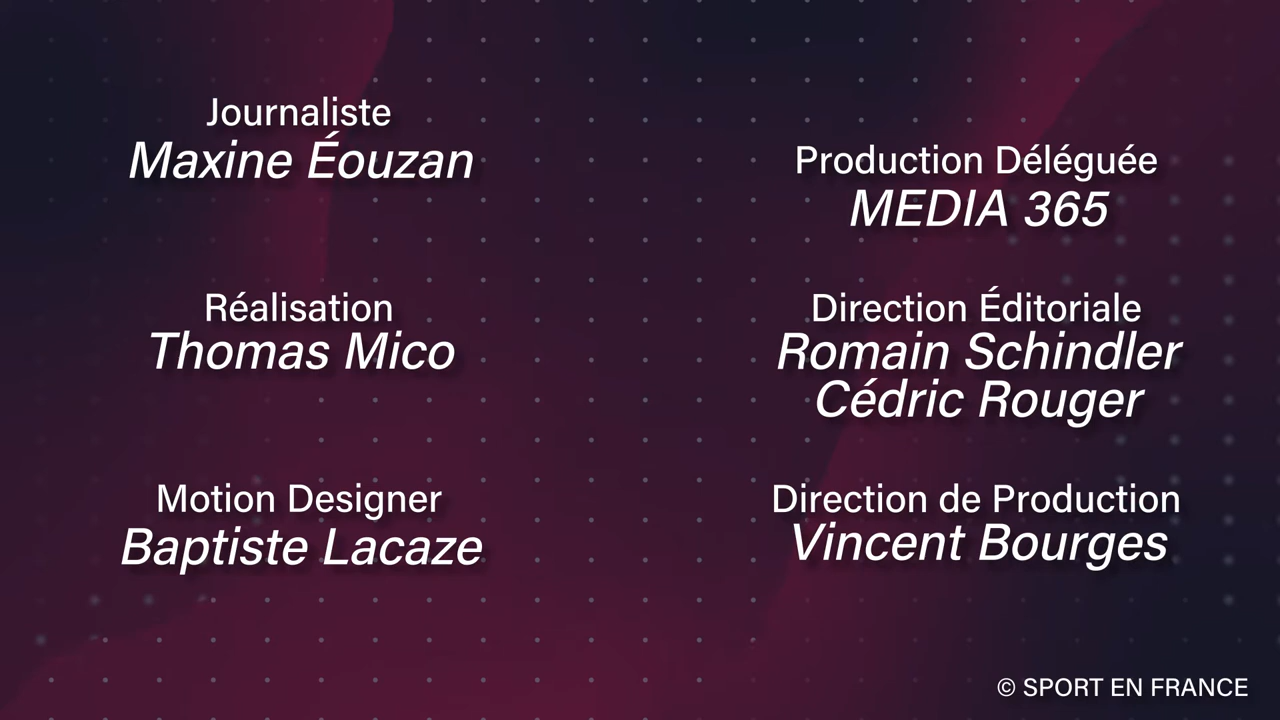 Journaliste
Maxine Éouzan
Réalisation
Thomas Mico
Motion Designer
Baptiste Lacaze
Production Déléguée
MEDIA 365
Direction Éditoriale
Romain Schindler
Cédric Rouger
Direction de Production
Vincent Bourges
© SPORT EN FRANCE